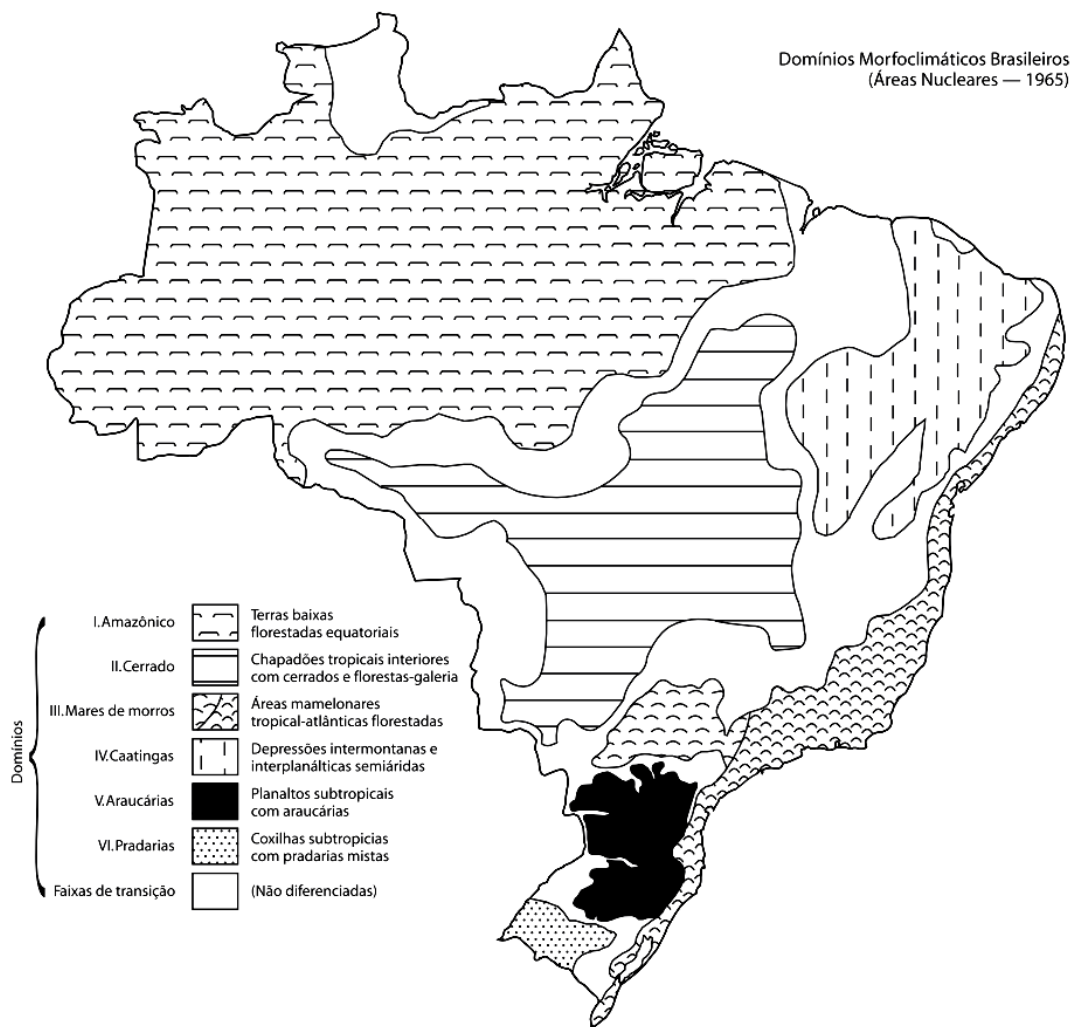 Domínios Morfoclimáticos Brasileiros
(Áreas Nucleares — 1965)
Domínios
I.Amazônico
Terras baixas
florestadas equatoriais
II.Cerrado
Chapadões tropicais interiores
com cerrados e florestas-galeria
III.Mares de morros
Áreas mamelonares
tropical-atlânticas florestadas
IV.Caatingas
Depressões intermontanas e
interplanálticas semiáridas
V.Araucárias
Planaltos subtropicais
com araucárias
VI.Pradarias
Coxilhas subtropicias
com pradarias mistas
Faixas de transição
(Não diferenciadas)